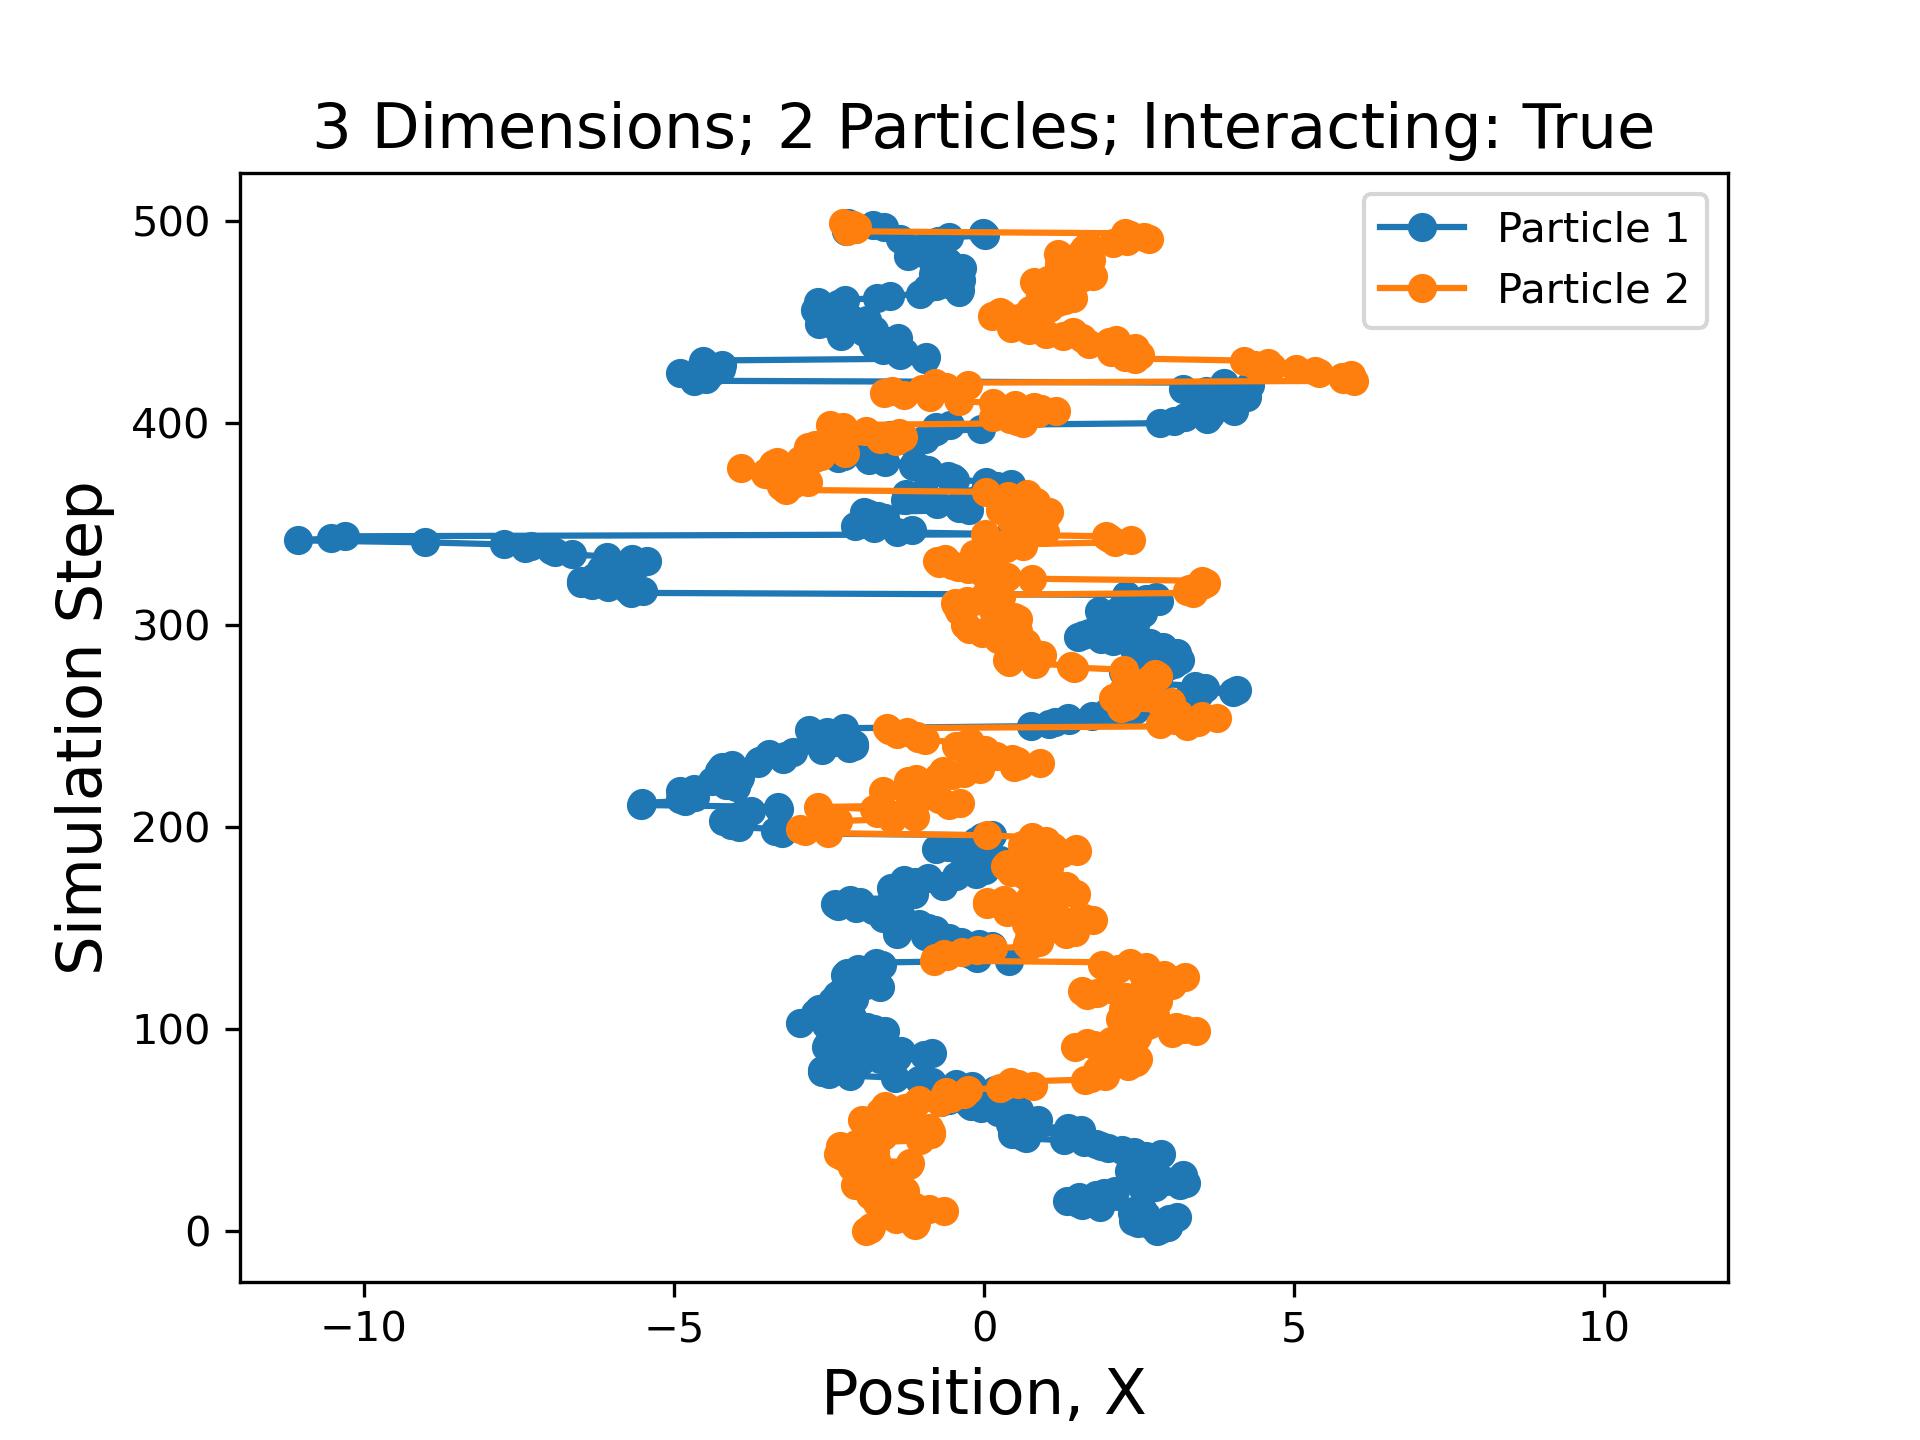 3 Dimensions; 2 Particles; Interacting: True
Particle 1
Particle 2
500
400
300
200
100
0
Simulation Step
−10
−5
0
5
10
Position, X